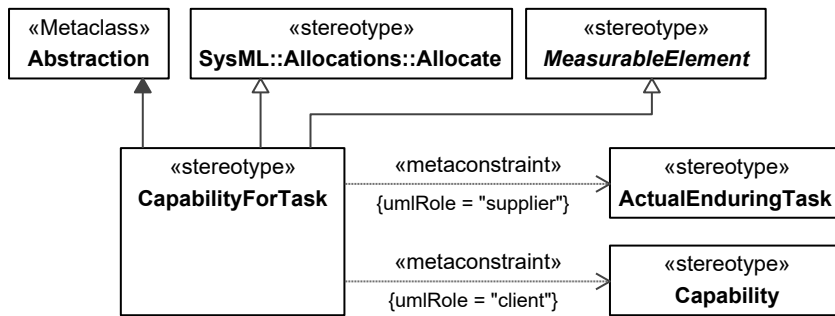 «Metaclass»
Abstraction
«stereotype»
SysML::Allocations::Allocate
«stereotype»
MeasurableElement
«stereotype»
CapabilityForTask
«metaconstraint»
{umlRole = "supplier"}
«stereotype»
ActualEnduringTask
«metaconstraint»
{umlRole = "client"}
«stereotype»
Capability